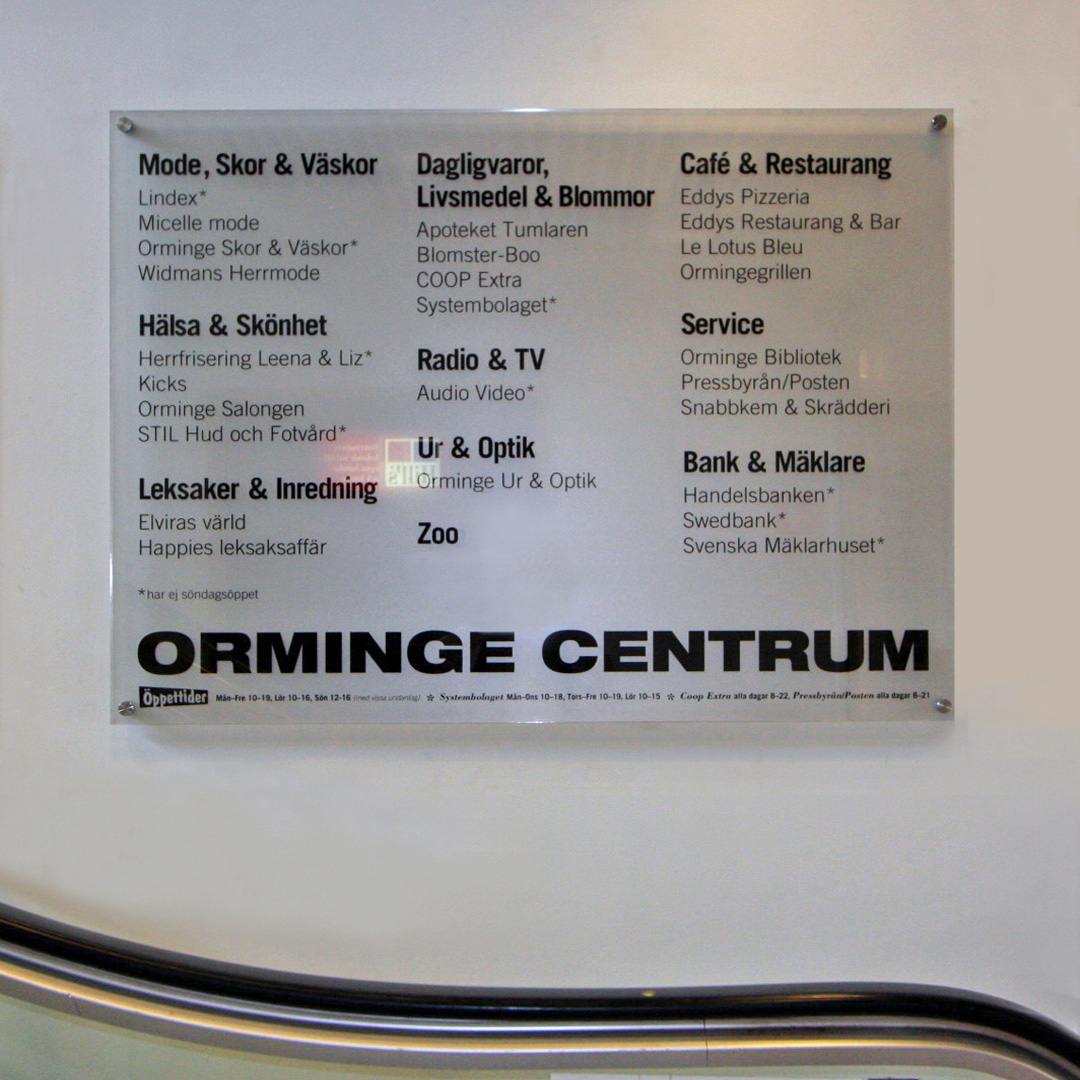 Mode, Skor & Väskor
Lindex*
Micelle mode
Orminge Skor & Väskor*
Widmans Herrmode
Hälsa & Skönhet
Herrfrisering Leena & Liz*
Kicks
Orminge Salongen
STIL Hud och Fotvård*
Leksaker & Inredning
Elviras värld
Happies leksaksaffär
*har ej söndagsöppet
Dagligvaror,
Livsmedel & Blommor
Apoteket Tumlaren
Blomster-Boo
COOP Extra
Systembolaget*
Radio & TV
Audio Video*
Ur & Optik
Orminge Ur & Optik
Zoo
Café & Restaurang
Eddys Pizzeria
Eddys Restaurang & Bar
Le Lotus Bleu
Ormingegrillen
Service
Orminge Bibliotek
Pressbyrån/Posten
Snabbkem & Skrädderi
Bank & Mäklare
Handelsbanken*
Swedbank*
Svenska Mäklarhuset*
ORMINGE CENTRUM
Öppettider Mån-Fre 10-19, Lör 10-16, Sön 12-16 (med vissa undantag) * Systembolaget Mån-Ons 10-18, Tors-Fre 10-19, Lör 10-15 * Coop Extra alla dagar 8-22, Pressbyrån/Posten alla dagar 8-21